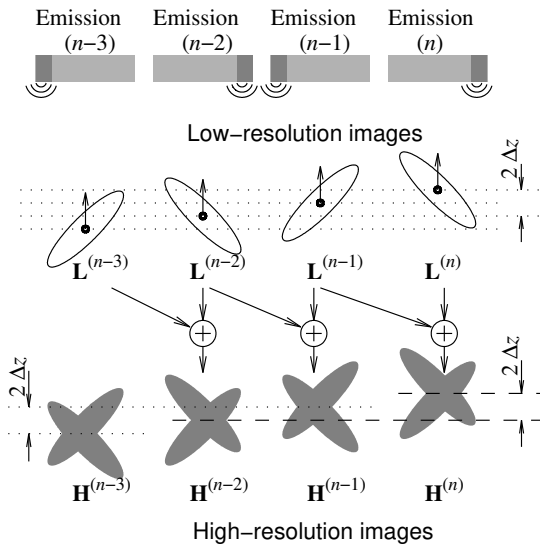 Emission Emission Emission Emission
(n−3) (n−2) (n−1) (n)
Low−resolution images
2 Δz
L(n−3) L(n−2) L(n−1) L(n)
+ + +
2 Δz 2 Δz
H(n−3) H(n−2) H(n−1) H(n)
High−resolution images